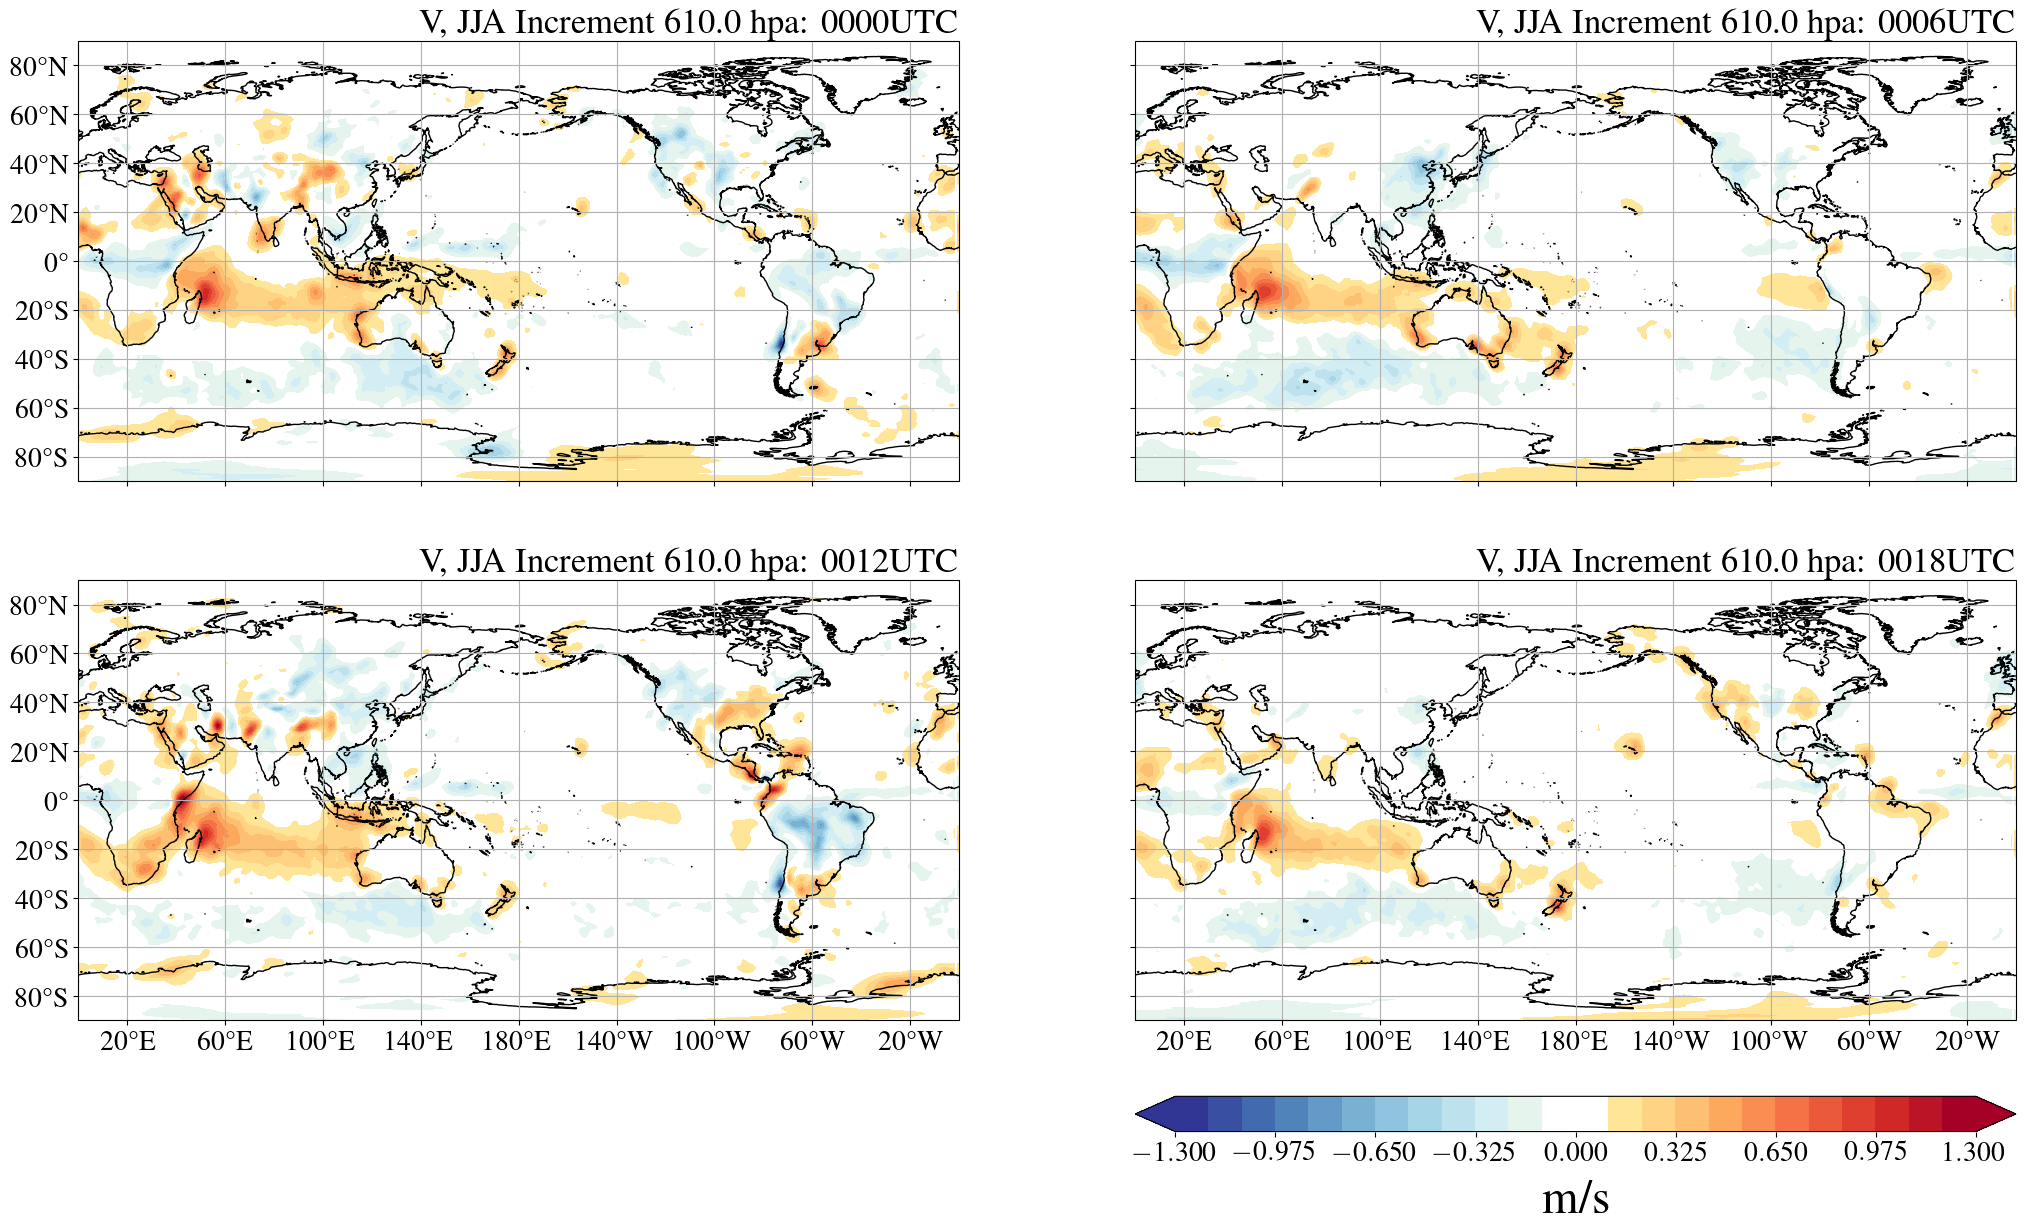 V, JJA Increment 610.0 hpa: 0000UTC
V, JJA Increment 610.0 hpa: 0006UTC
80°N
60°N
40°N
20°N
0°
20°S
40°S
60°S
80°S
V, JJA Increment 610.0 hpa: 0012UTC
V, JJA Increment 610.0 hpa: 0018UTC
80°N
60°N
40°N
20°N
0°
20°S
40°S
60°S
80°S
20°E 60°E 100°E 140°E 180°E 140°W 100°W 60°W 20°W
20°E 60°E 100°E 140°E 180°E 140°W 100°W 60°W 20°W
−1.300 −0.975 −0.650 −0.325 0.000 0.325 0.650 0.975 1.300
m/s